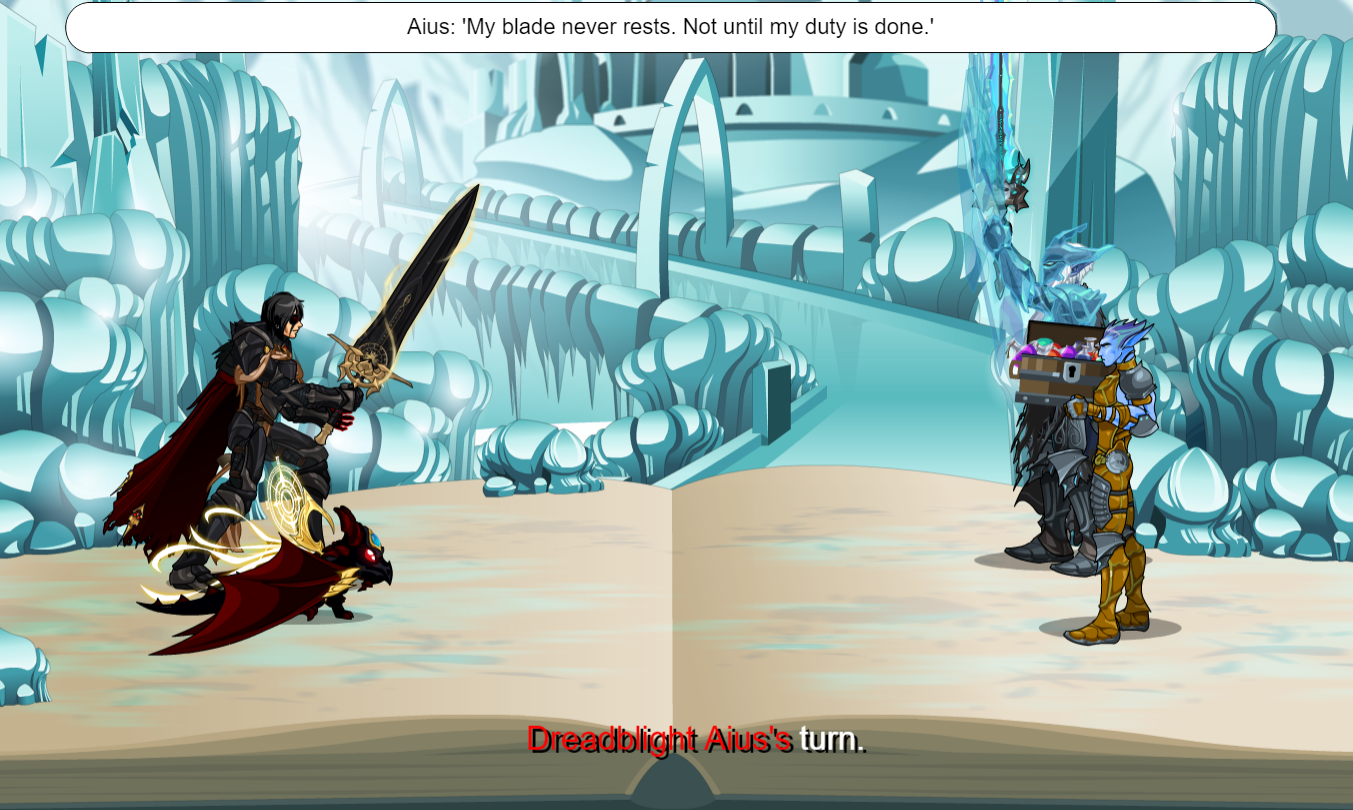 Aius: 'My blade never rests. Not until my duty is done.'
Dreadblight Aius's turn.